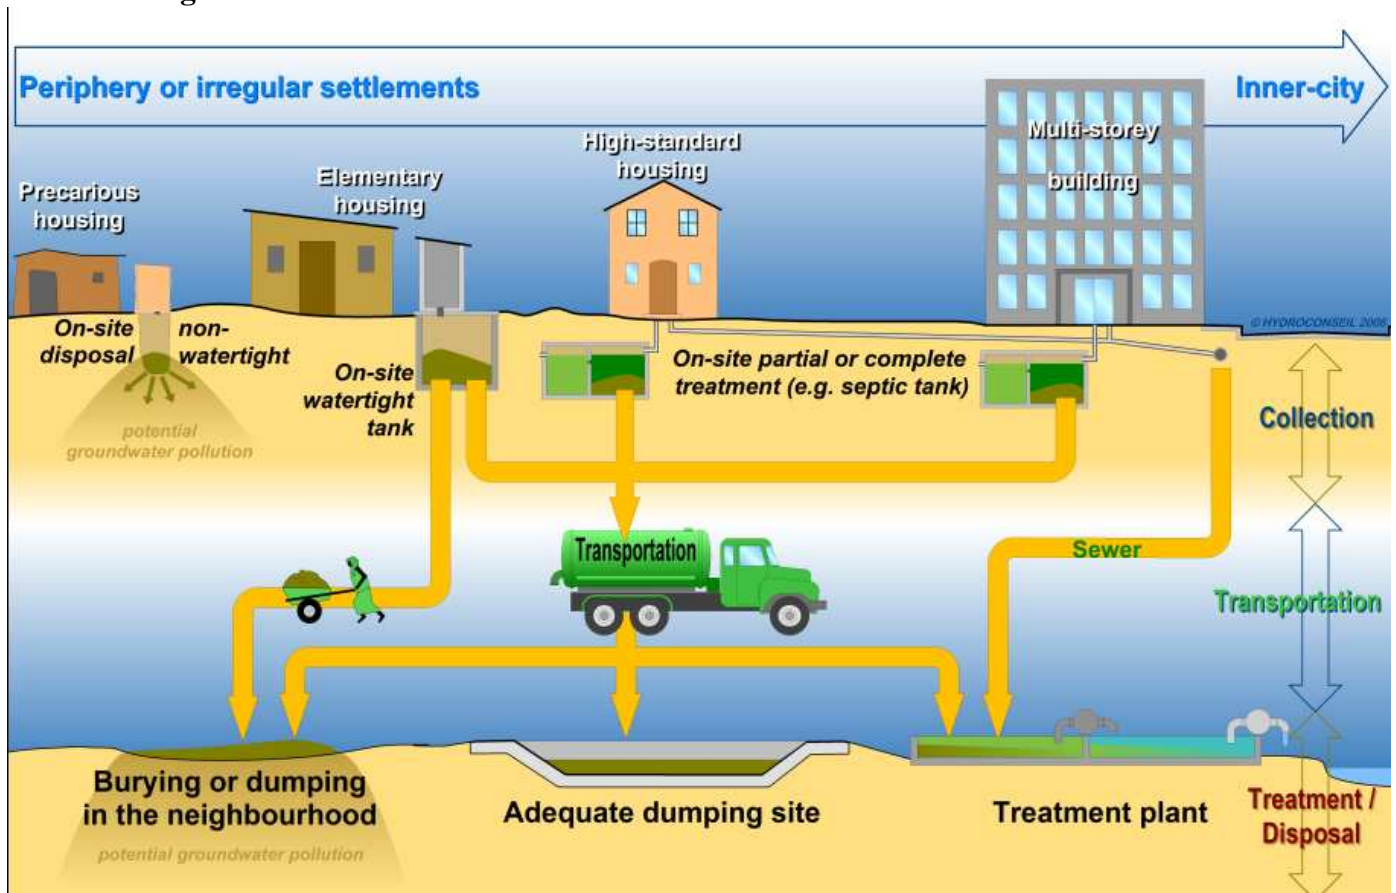 Periphery or irregular settlements
Inner-city
Precarious
housing
Elementary
housing
High-standard
housing
Multi-storey
building
On-site
disposal
non-
watertight
potential
groundwater pollution
On-site
watertight
tank
On-site partial or complete
treatment (e.g. septic tank)
© HYDROCONSEIL 2006
Collection
Transportation
Sewer
Transportation
Burying or dumping
in the neighbourhood
potential groundwater pollution
Adequate dumping site
Treatment plant
Treatment /
Disposal